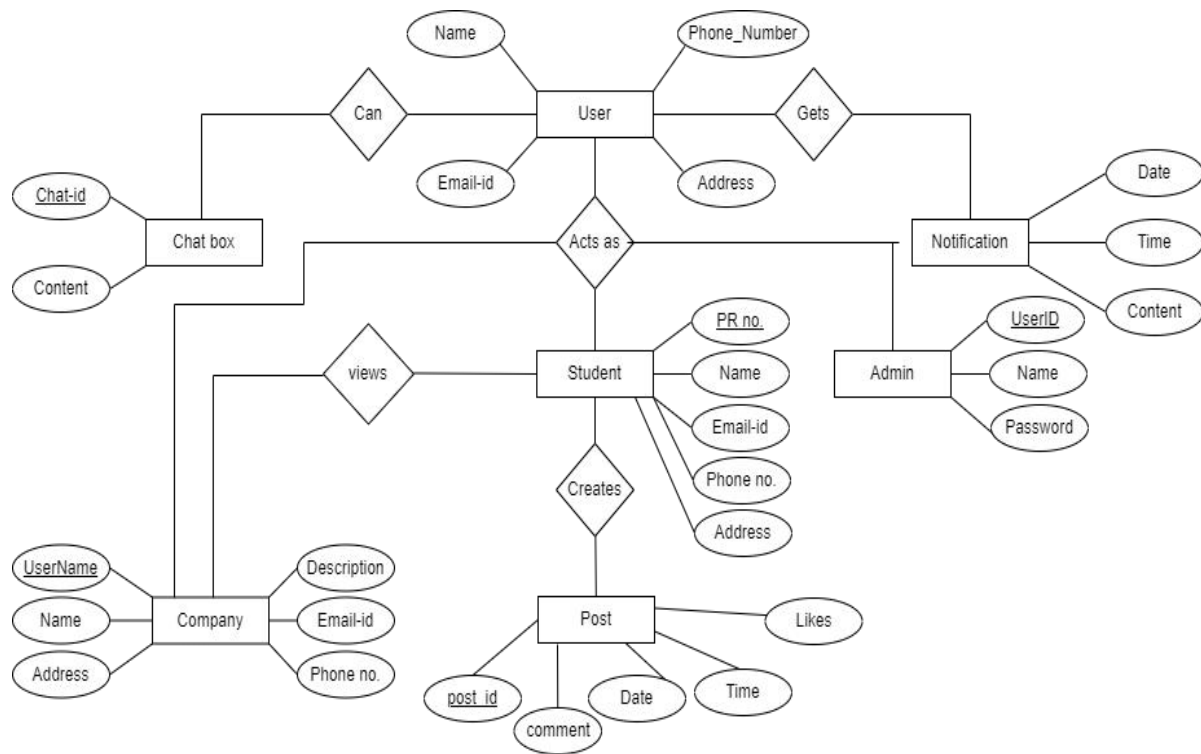 Name
Phone_Number
Can
User
Gets
Email-id
Address
Date
Chat-id
Chat box
Acts as
Notification
Time
Content
Content
PR no.
UserID
views
Student
Name
Admin
Name
Email-id
Password
Creates
Phone no.
Address
UserName
Description
Name
Company
Email-id
Post
Likes
Address
Phone no.
post_id
comment
Date
Time